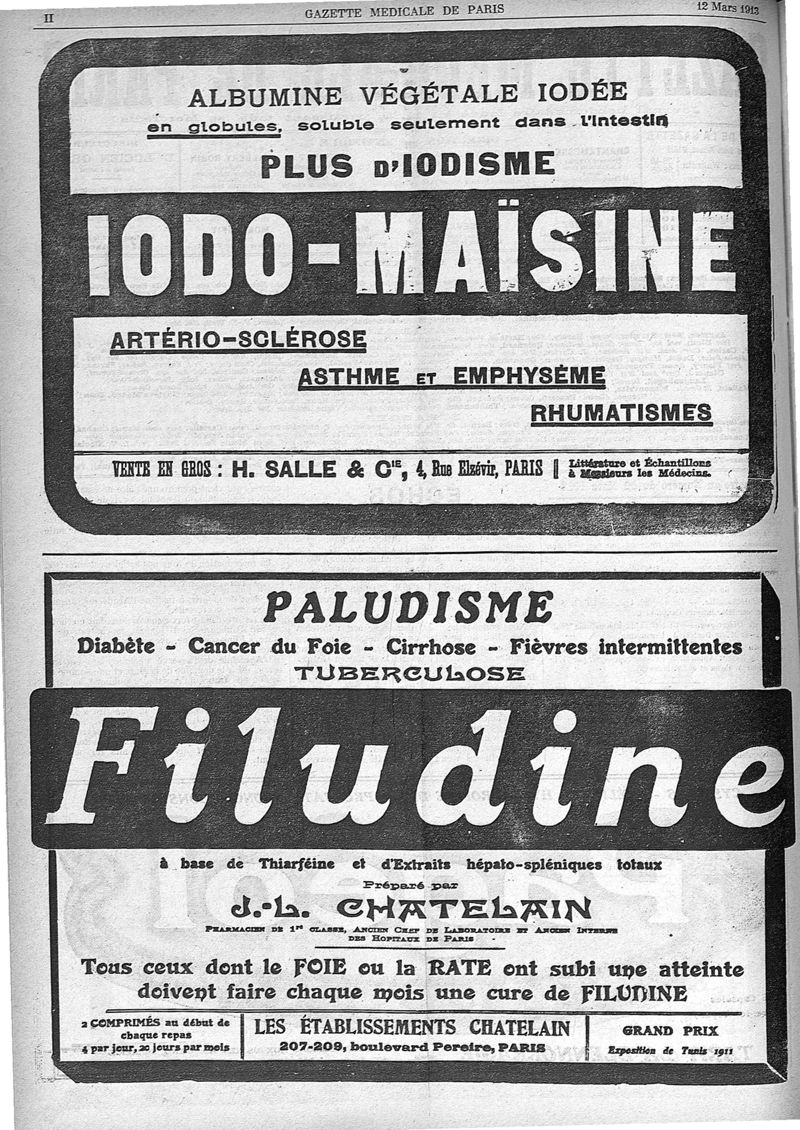 II
GAZETTE MEDICALE DE PARIS
12 Mars 1913
ALBUMINE VÉGÉTALE IODÉE
en globules, soluble seulement dans l'intestin
PLUS D'IODISME
IODO-MAÏSINE
ARTÉRIO-SCLÉROSE
ASTHME ET EMPHYSÈME
RHUMATISMES
VENTE EN GROS : H. SALLE & CIE, 4, Rue Elzévir, PARIS
Littérature et Échantillons
à Messieurs les Médecins.
PALUDISME
Diabète - Cancer du Foie - Cirrhose - Fièvres intermittentes
TUBERCULOSE
Filudine
à base de Thiarféine et d'Extraits hépato-spléniques totaux
Préparé par
J.-L. CHATELAIN
PHARMACIEN DE 1re CLASSE, ANCIEN CHEF DE LABORATOIRE ET ANCIEN INTERNE
DES HOPITAUX DE PARIS
Tous ceux dont le FOIE ou la RATE ont subi une atteinte
doivent faire chaque mois une cure de FILUDINE
2 COMPRIMÉS au début de
chaque repas
4 par jour, 20 jours par mois
LES ÉTABLISSEMENTS CHATELAIN
207-209, boulevard Pereire, PARIS
GRAND PRIX
Exposition de Tunis 1911